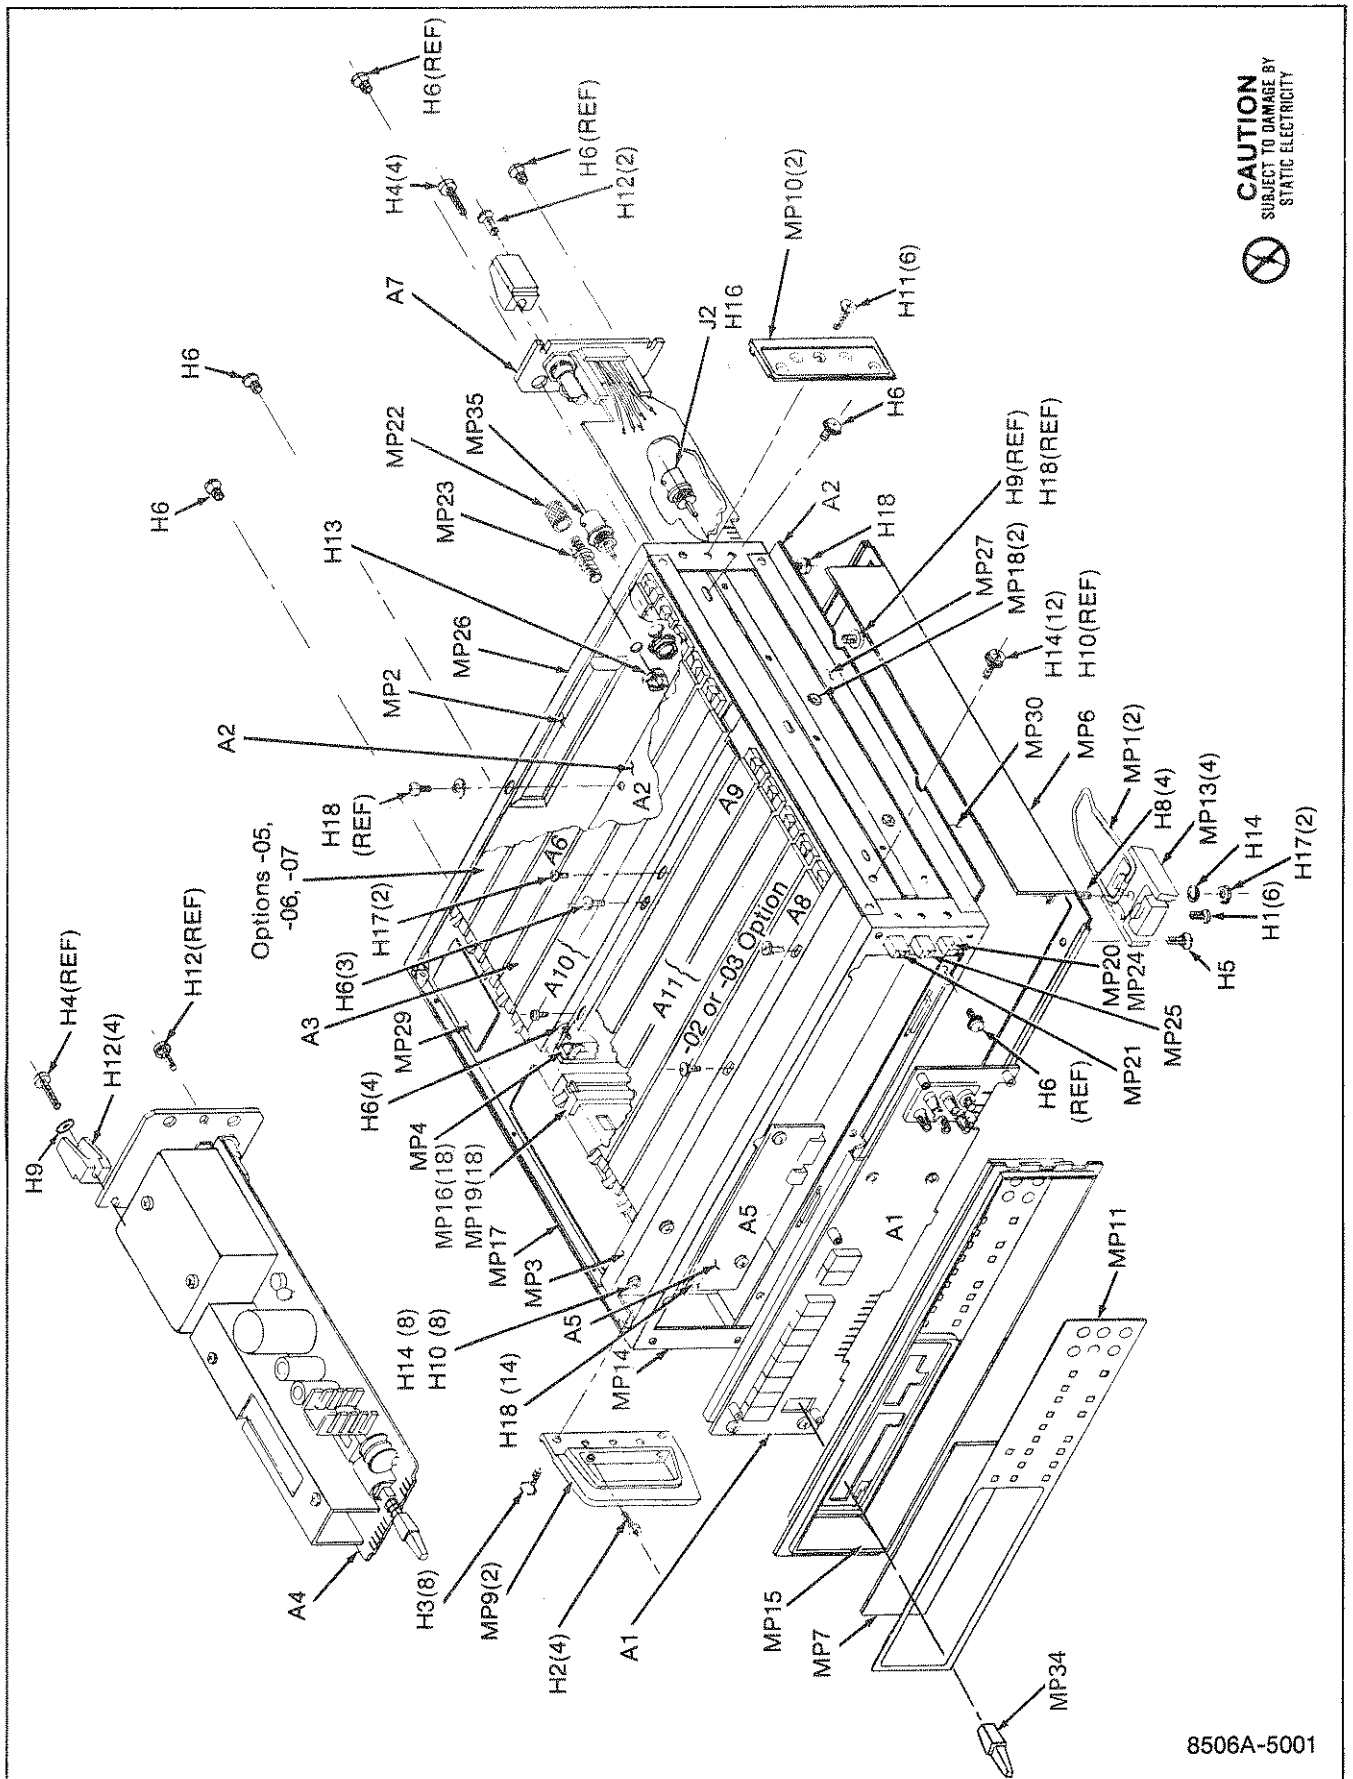 H6(REF)
H4(4)
H6(REF)
H12(2)
A7
MP10(2)
J2
H16
H11(6)
H6
H6
H6
MP22
MP35
MP23
H13
MP26
MP2
A2
H18
(REF)
Options -05,
-06, -07
H17(2)
H6(3)
A3
MP29
H6(4)
MP4
MP16(18)
MP19(18)
MP17
MP3
H14 (8)
H10 (8)
A5
H18 (14)
MP14
H12(REF)
H4(REF)
H12(4)
H9
A4
H3(8)
MP9(2)
H2(4)
A1
MP15
MP7
MP34
MP11
A1
A5
-02 or -03 Option
A8
A11
A10
A9
A6
A2
A2
H18
H9(REF)
H18(REF)
MP27
MP18(2)
H14(12)
H10(REF)
MP30
MP6
MP1(2)
H8(4)
MP13(4)
H14
H17(2)
H1(6)
H5
MP20
MP24
MP25
MP21
H6
(REF)
CAUTION
SUBJECT TO DAMAGE BY
STATIC ELECTRICITY
8506A-5001